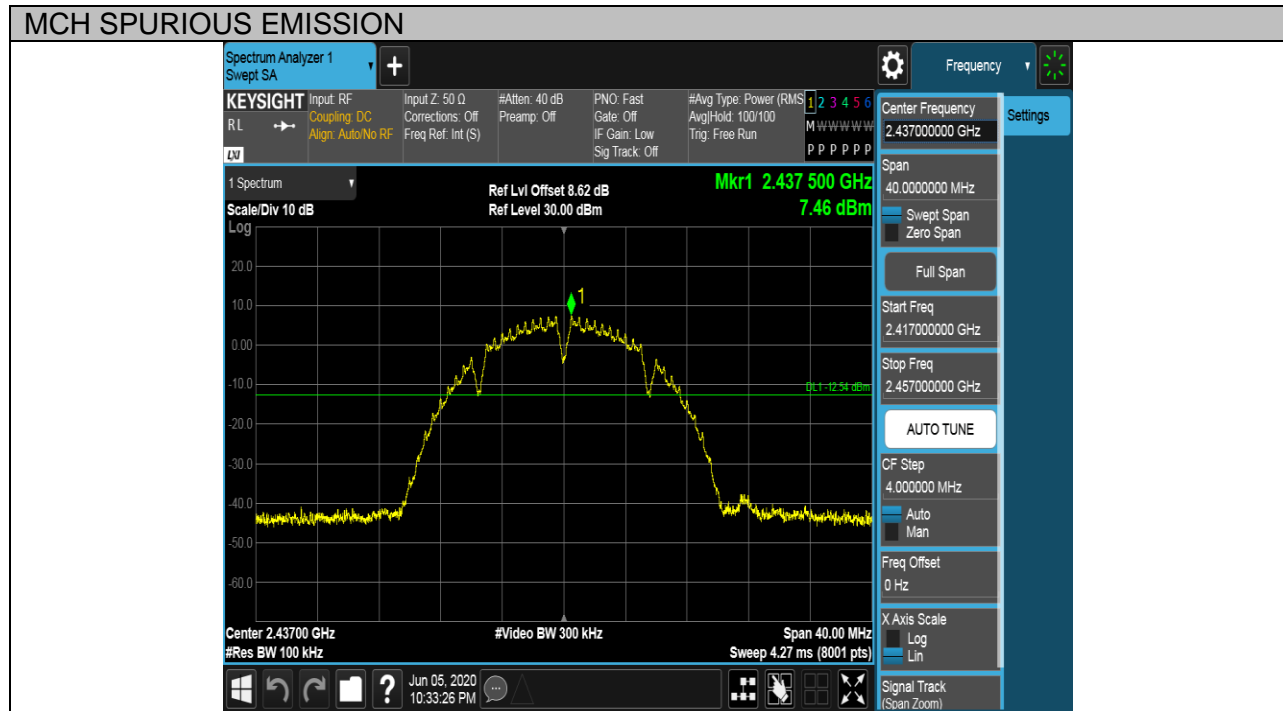 MCH SPURIOUS EMISSION
Spectrum Analyzer 1
Swept SA
+
Frequency
KEYSIGHT
RL
LXI
Input: RF
Coupling: DC
Align: Auto/No RF
Input Z: 50 Ω
Corrections: Off
Freq Ref: Int (S)
#Atten: 40 dB
Preamp: Off
PNO: Fast
Gate: Off
IF Gain: Low
Sig Track: Off
#Avg Type: Power (RMS
Avg|Hold: 100/100
Trig: Free Run
1 2 3 4 5 6
M W W W W W
P P P P P P
1 Spectrum
Scale/Div 10 dB
Log
Ref Lvl Offset 8.62 dB
Ref Level 30.00 dBm
Mkr1 2.437 500 GHz
7.46 dBm
20.0
10.0
0.00
-10.0
-20.0
-30.0
-40.0
-50.0
-60.0
1
DL1 -12.54 dBm
Center 2.43700 GHz
#Res BW 100 kHz
#Video BW 300 kHz
Span 40.00 MHz
Sweep 4.27 ms (8001 pts)
Center Frequency
2.437000000 GHz
Settings
Span
40.0000000 MHz
Swept Span
Zero Span
Full Span
Start Freq
2.417000000 GHz
Stop Freq
2.457000000 GHz
AUTO TUNE
CF Step
4.000000 MHz
Auto
Man
Freq Offset
0 Hz
X Axis Scale
Log
Lin
Signal Track
(Span Zoom)
?
Jun 05, 2020
10:33:26 PM